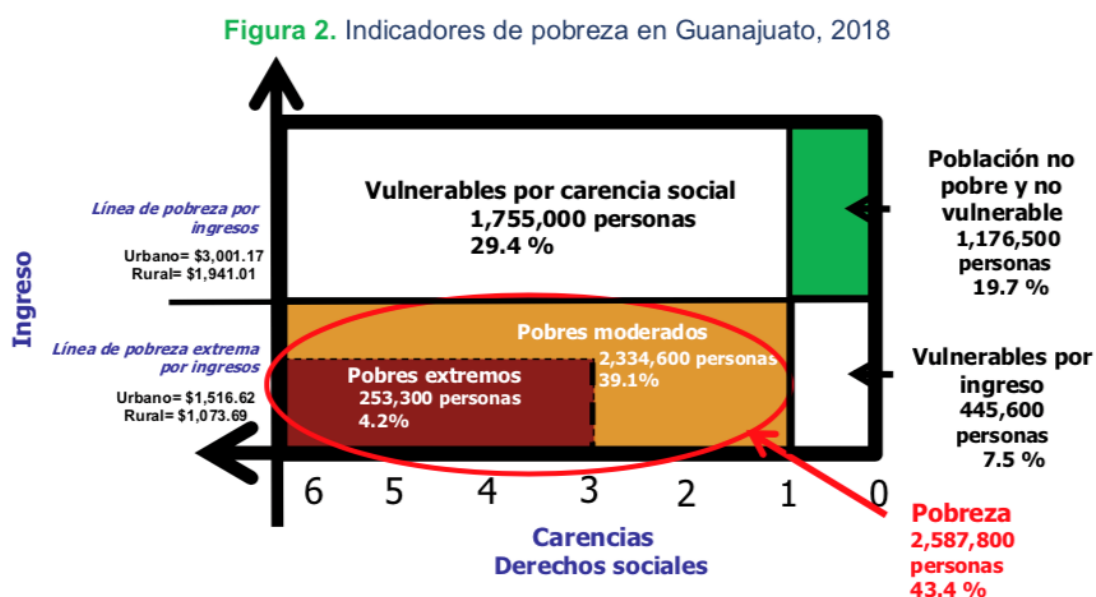 Figura 2. Indicadores de pobreza en Guanajuato, 2018
Ingreso
Línea de pobreza por
ingresos
Urbano= $3,001.17
Rural= $1,941.01
Línea de pobreza extrema
por ingresos
Urbano= $1,516.62
Rural= $1,073.69
Vulnerables por carencia social
1,755,000 personas
29.4 %
Población no
pobre y no
vulnerable
1,176,500
personas
19.7 %
Pobres moderados
2,334,600 personas
39.1%
Pobres extremos
253,300 personas
4.2%
Vulnerables por
ingreso
445,600
personas
7.5 %
6 5 4 3 2 1 0
Carencias
Derechos sociales
Pobreza
2,587,800
personas
43.4 %